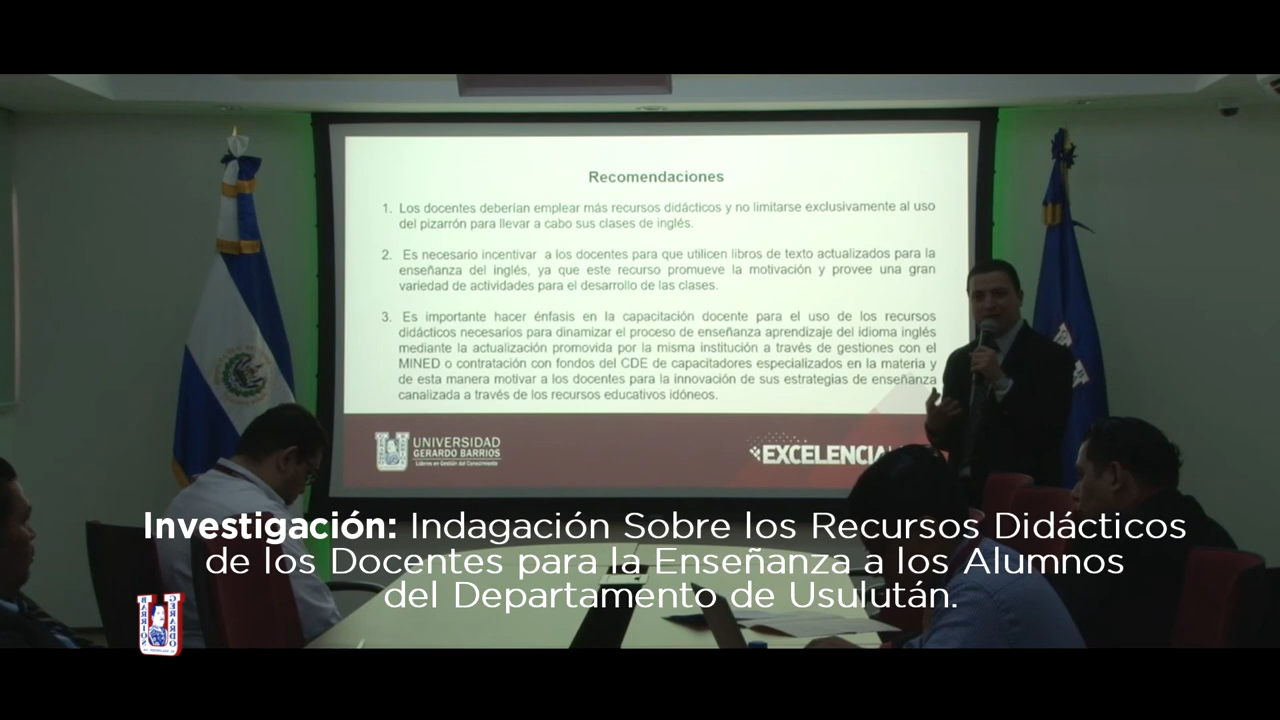 Recomendaciones
1. Los docentes deberían emplear más recursos didácticos y no limitarse exclusivamente al uso
del pizarrón para llevar a cabo sus clases de inglés.
2. Es necesario incentivar a los docentes para que utilicen libros de texto actualizados para la
enseñanza del inglés, ya que este recurso promueve la motivación y provee una gran
variedad de actividades para el desarrollo de las clases.
3. Es importante hacer énfasis en la capacitación docente para el uso de los recursos
didácticos necesarios para dinamizar el proceso de enseñanza aprendizaje del idioma inglés
mediante la actualización promovida por la misma institución a través de gestiones con el
MINED o contratación con fondos del CDE de capacitadores especializados en la materia y
de esta manera motivar a los docentes para la innovación de sus estrategias de enseñanza
canalizada a través de los recursos educativos idóneos.
UNIVERSIDAD
GERARDO BARRIOS
Líderes en Gestión del Conocimiento
EXCELENCIA
Investigación: Indagación Sobre los Recursos Didácticos
de los Docentes para la Enseñanza a los Alumnos
del Departamento de Usulután.
GERARDO
BARRIOS